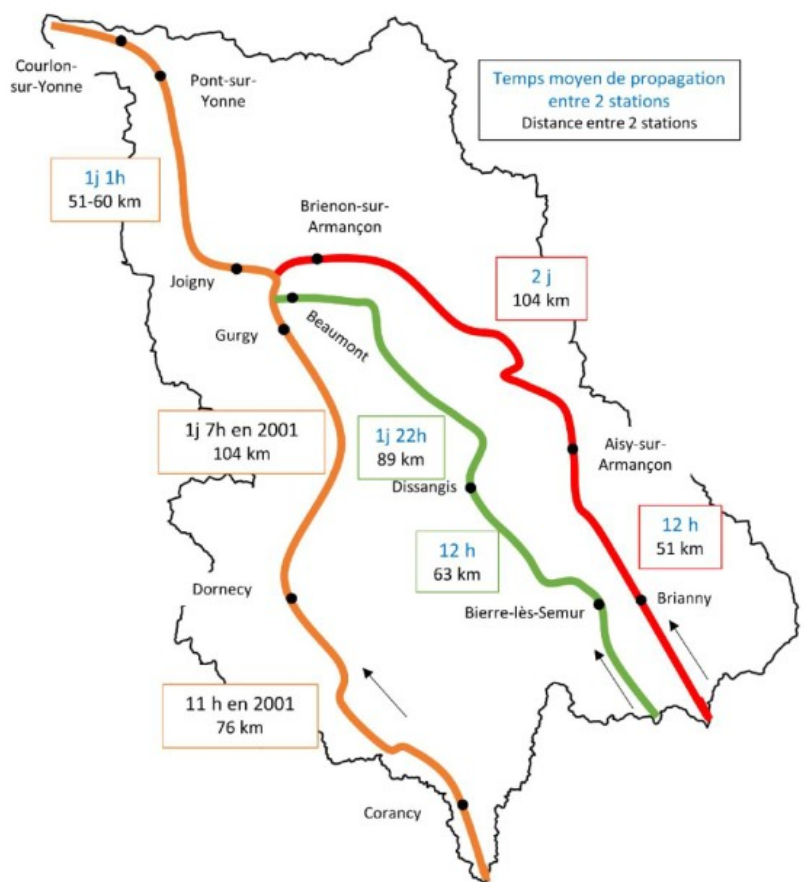 Courlon-
sur-Yonne
Pont-sur-
Yonne
Temps moyen de propagation
entre 2 stations
Distance entre 2 stations
1j 1h
51-60 km
Brienon-sur-
Armançon
Joigny
2 j
104 km
Beaumont
Gurgy
1j 7h en 2001
104 km
1j 22h
89 km
Aisy-sur-
Armançon
Dissangis
12 h
51 km
12 h
63 km
Dornecy
Bierre-lès-Semur
Brianny
11 h en 2001
76 km
Corancy